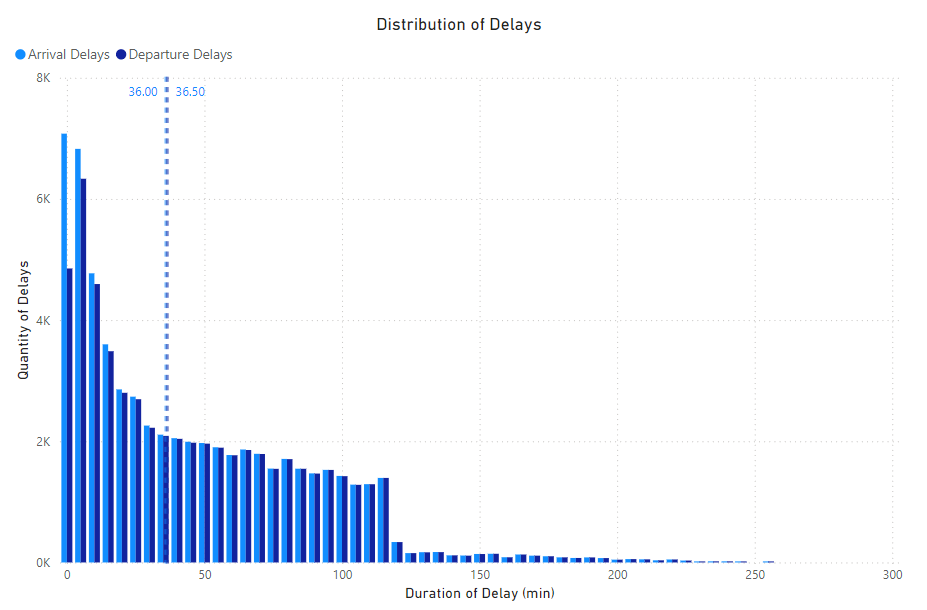 Distribution of Delays
Arrival Delays Departure Delays
8K
36.00 36.50
6K
4K
2K
0K
Quantity of Delays
0 50 100 150 200 250 300
Duration of Delay (min)